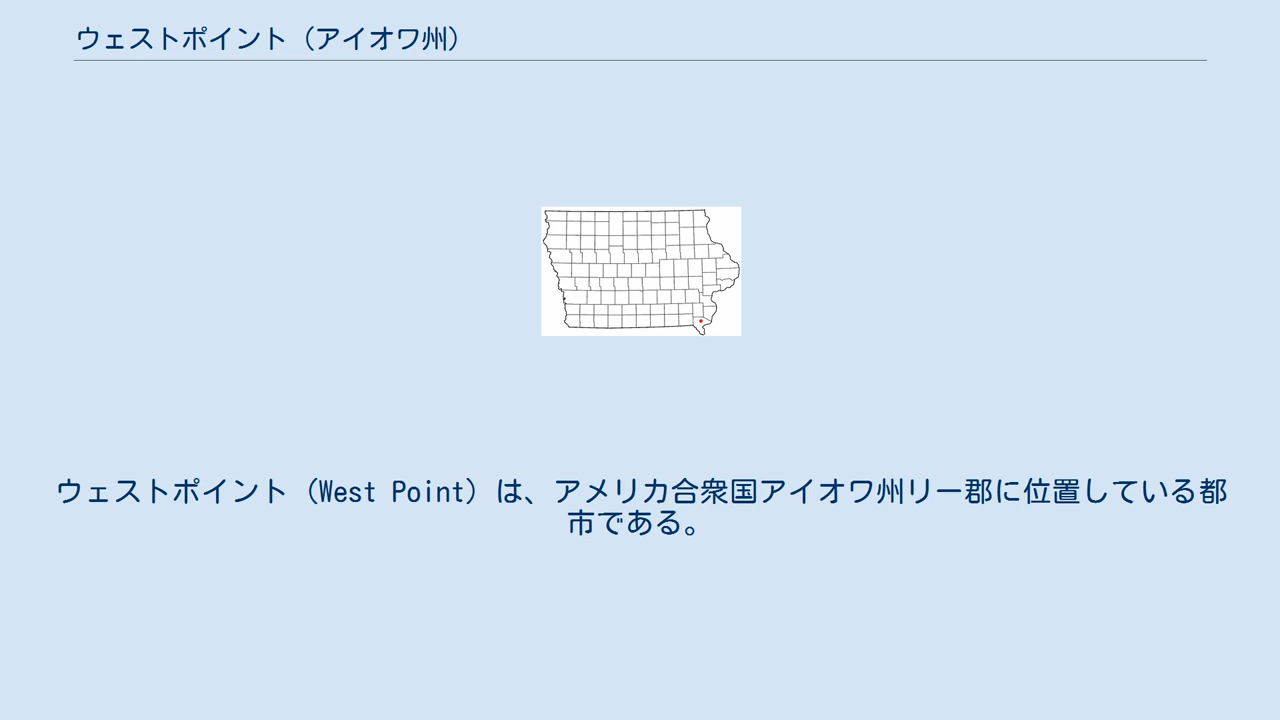 ウェストポイント（アイオワ州）
ウェストポイント（West Point）は、アメリカ合衆国アイオワ州リー郡に位置している都
市である。